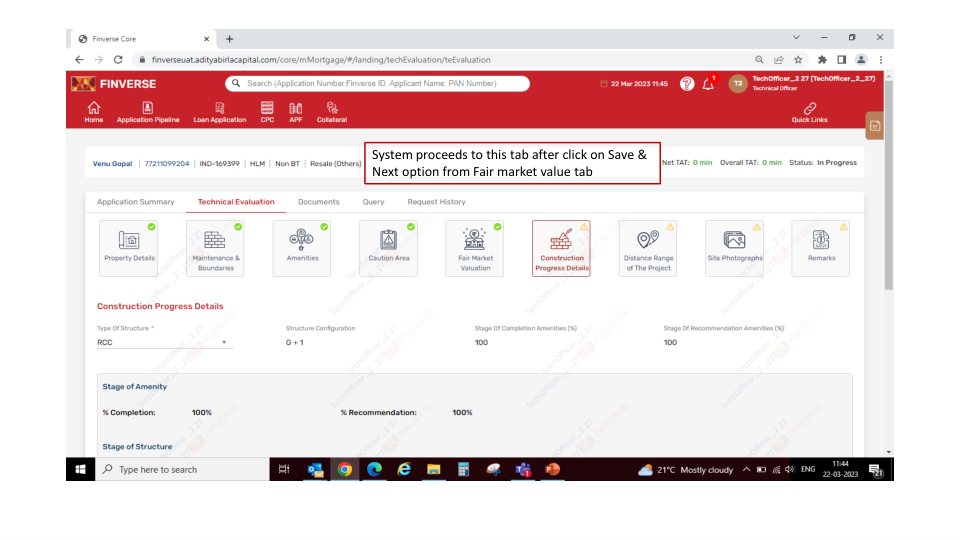 Finverse Core
finverseuat.adityabirlacapital.com/core/mMortgage/#/landing/techEvaluation/teEvaluation
FINVERSE
Search (Application Number,Finverse ID, Applicant Name, PAN Number)
22 Mar 2023 11:45
1
T2
TechOfficer_2 27 (TechOfficer_2_27)
Technical Officer
Home Application Pipeline Loan Application CPC APF Collateral Quick Links
Venu Gopal | 77211099204 | IND-169399 | HLM | Non BT | Resale (Others)
System proceeds to this tab after click on Save &
Next option from Fair market value tab
Net TAT: 0 min Overall TAT: 0 min Status: In Progress
Application Summary Technical Evaluation Documents Query Request History
Property Details
Maintenance &
Boundaries
Amenities
Caution Area
Fair Market
Valuation
Construction
Progress Details
Distance Range
of The Project
Site Photographs
Remarks
Construction Progress Details
Type Of Structure * Structure Configuration Stage Of Completion Amenities (%) Stage Of Recommendation Amenities (%)
RCC G + 1 100 100
Stage of Amenity
% Completion: 100% % Recommendation: 100%
Stage of Structure
Type here to search
21°C Mostly cloudy
ENG
11:44
22-03-2023
21